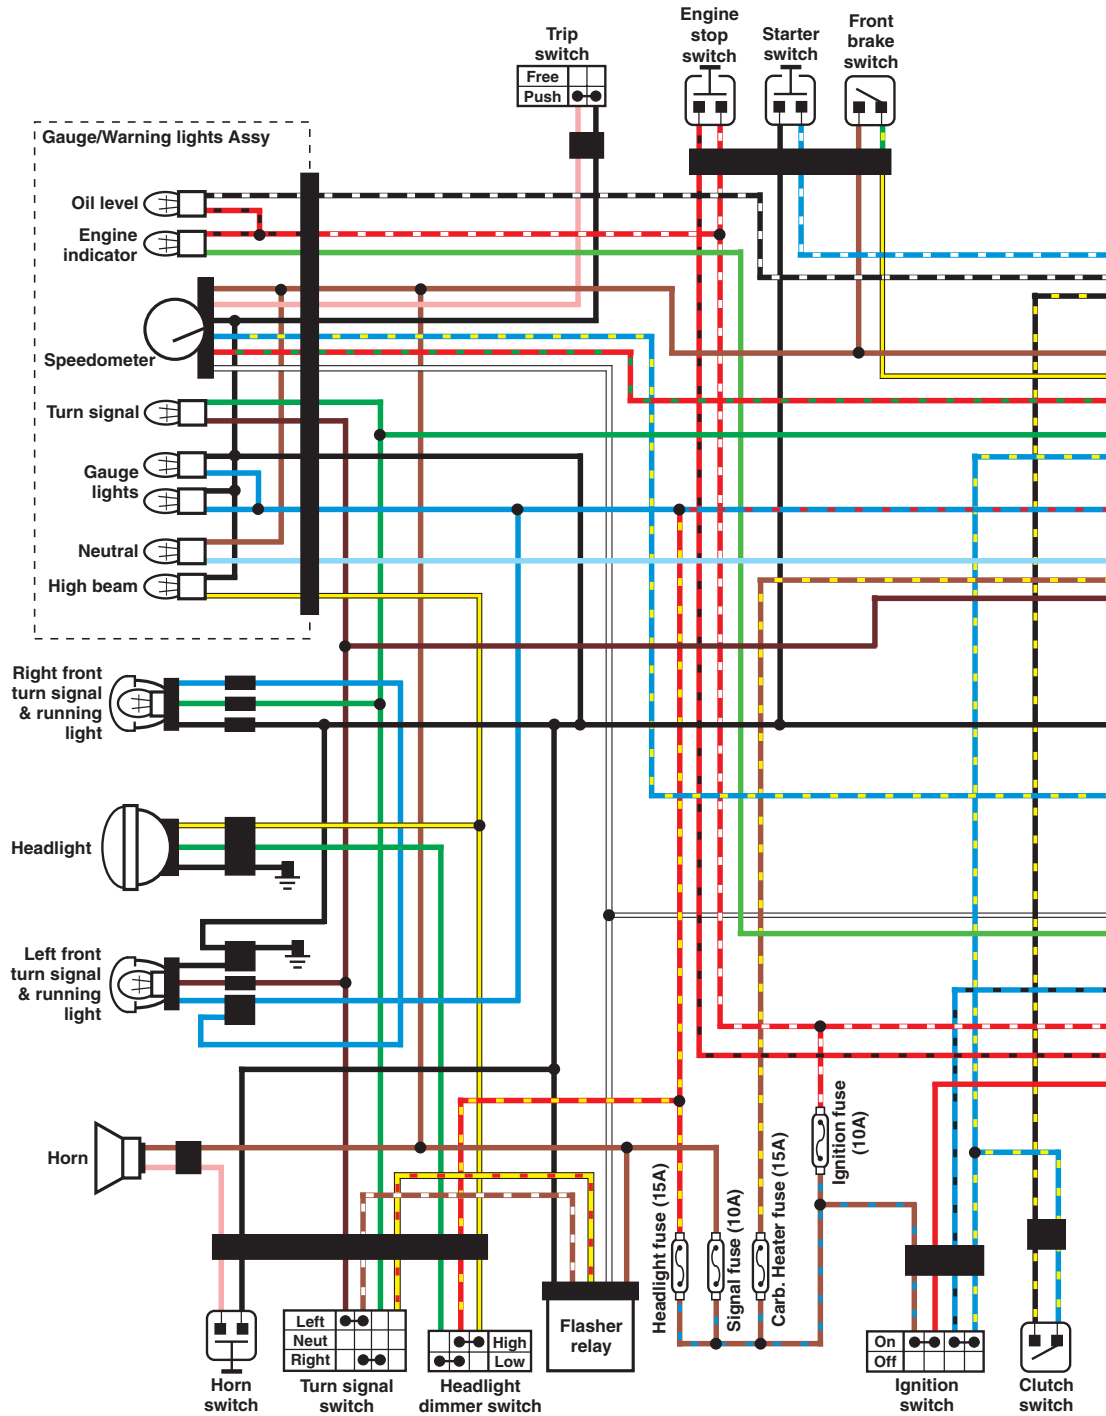 Engine
stop
switch
Trip
switch
Starter
switch
Front
brake
switch
Free
Push
Gauge/Warning lights Assy
Oil level
Engine
indicator
Speedometer
Turn signal
Gauge
lights
Neutral
High beam
Right front
turn signal
& running
light
Headlight
Left front
turn signal
& running
light
Horn
Headlight fuse (15A)
Signal fuse (10A)
Carb. Heater fuse (15A)
Ignition fuse
(10A)
Left
Neut
Right
High
Low
Flasher
relay
On
Off
Horn
switch
Turn signal
switch
Headlight
dimmer switch
Ignition
switch
Clutch
switch